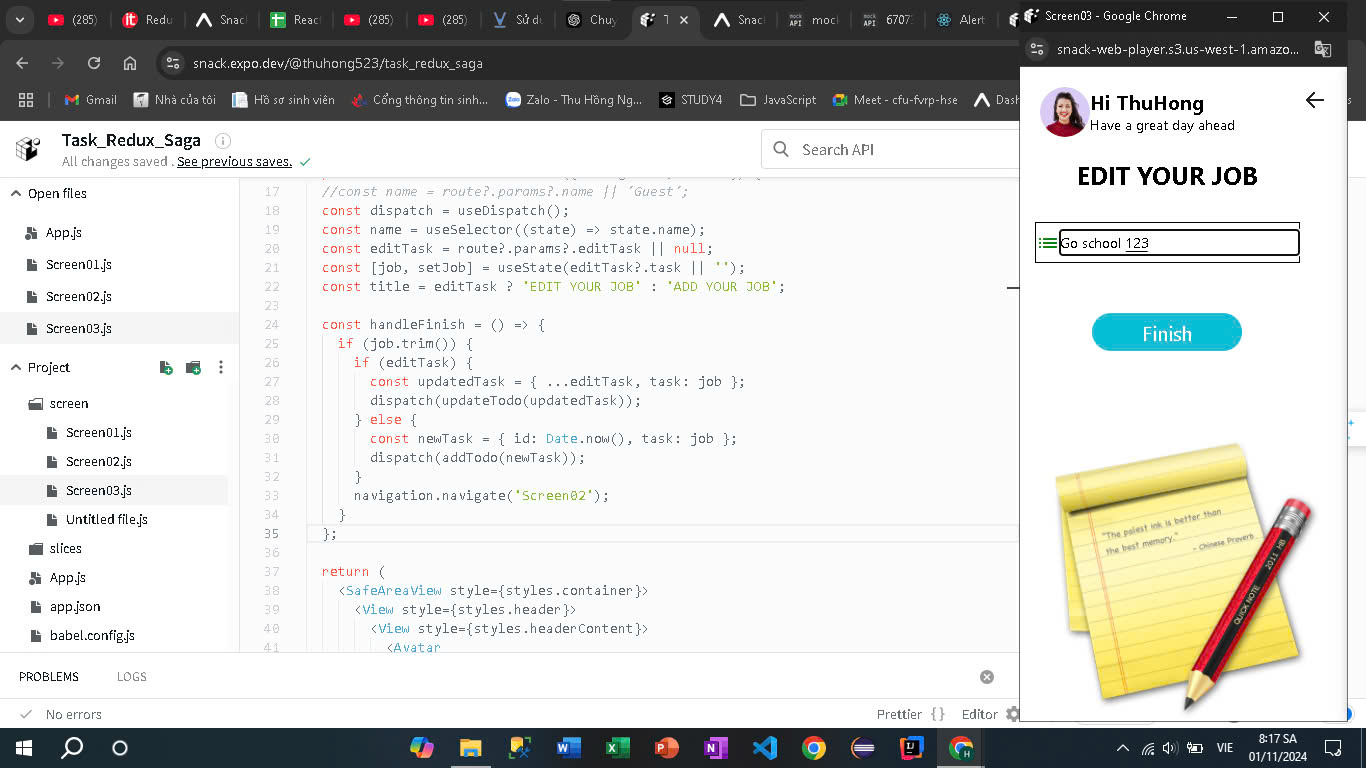 (285)
Redu
Snac
React
(285)
(285)
Sử dụ
Chuy
T
Snac
moc
6707
Alert
snack.expo.dev/@thuhong523/task_redux_saga
Gmail
Nhà của tôi
Hồ sơ sinh viên
Cổng thông tin sinh...
Zalo - Thu Hồng Ng...
STUDY4
JavaScript
Meet - cfu-fvrp-hse
Dash
Task_Redux_Saga
All changes saved . See previous saves.
Search API
Open files
App.js
Screen01.js
Screen02.js
Screen03.js
Project
screen
Screen01.js
Screen02.js
Screen03.js
Untitled file.js
slices
App.js
app.json
babel.config.js
17 //const name = route?.params?.name || 'Guest';
18 const dispatch = useDispatch();
19 const name = useSelector((state) => state.name);
20 const editTask = route?.params?.editTask || null;
21 const [job, setJob] = useState(editTask?.task || '');
22 const title = editTask ? 'EDIT YOUR JOB' : 'ADD YOUR JOB';
23
24 const handleFinish = () => {
25 if (job.trim()) {
26 if (editTask) {
27 const updatedTask = { ...editTask, task: job };
28 dispatch(updateTodo(updatedTask));
29 } else {
30 const newTask = { id: Date.now(), task: job };
31 dispatch(addTodo(newTask));
32 }
33 navigation.navigate('Screen02');
34 }
35 };
36
37 return (
38 <SafeAreaView style={styles.container}>
39 <View style={styles.header}>
40 <View style={styles.headerContent}>
41 <Avatar
PROBLEMS
LOGS
No errors
Prettier { }
Editor
Screen03 - Google Chrome
snack-web-player.s3.us-west-1.amazo...
Hi ThuHong
Have a great day ahead
EDIT YOUR JOB
Go school 123
Finish
"The palest ink is better than
the best memory."
- Chinese Proverb
QUICK NOTE 2011 HB
VIE
8:17 SA
01/11/2024